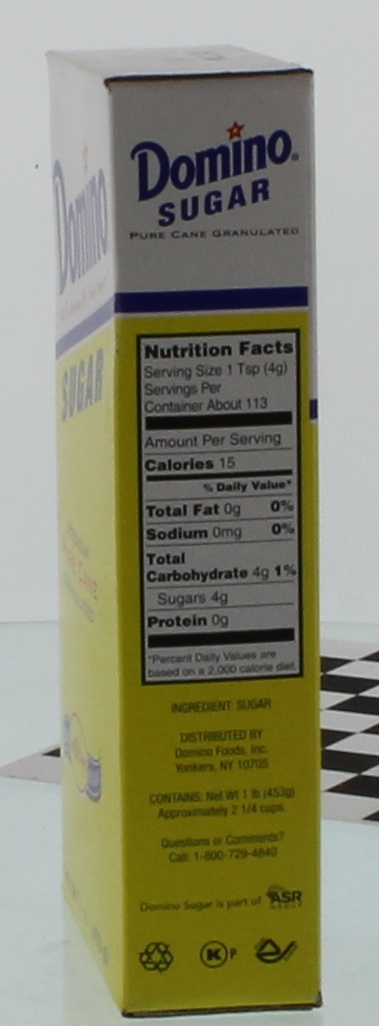 Domino®
SUGAR
PURE CANE GRANULATED
Nutrition Facts
Serving Size 1 Tsp (4g)
Servings Per
Container About 113
Amount Per Serving
Calories 15
% Daily Value*
Total Fat 0g 0%
Sodium 0mg 0%
Total
Carbohydrate 4g 1%
Sugars 4g
Protein 0g
*Percent Daily Values are
based on a 2,000 calorie diet.
INGREDIENT: SUGAR
DISTRIBUTED BY
Domino Foods, Inc.
Yonkers, NY 10705
CONTAINS: Net Wt 1 lb (453g)
Approximately 2 1/4 cups.
Questions or Comments?
Call: 1-800-729-4840
Domino Sugar is part of ASR
GROUP
K P
Domino
SUGAR
PURE CANE
GRANULATED